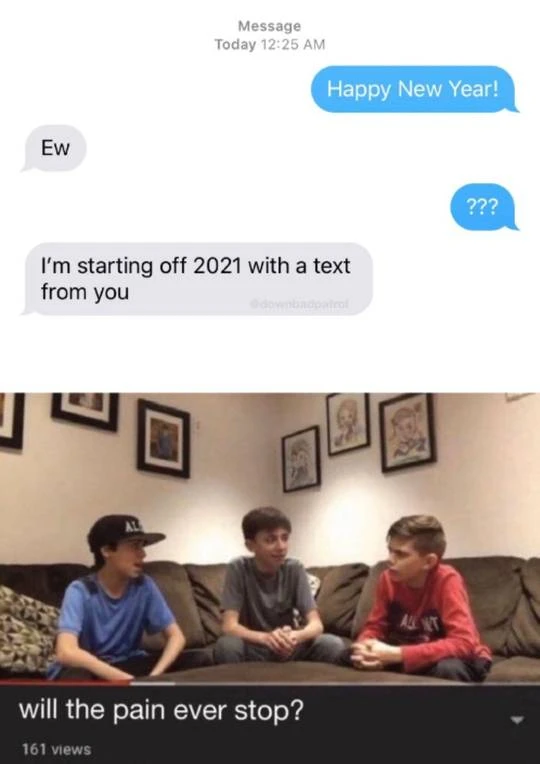 Message
Today 12:25 AM
Happy New Year!
Ew
???
I'm starting off 2021 with a text
from you
@downbadpatrol
will the pain ever stop?
161 views